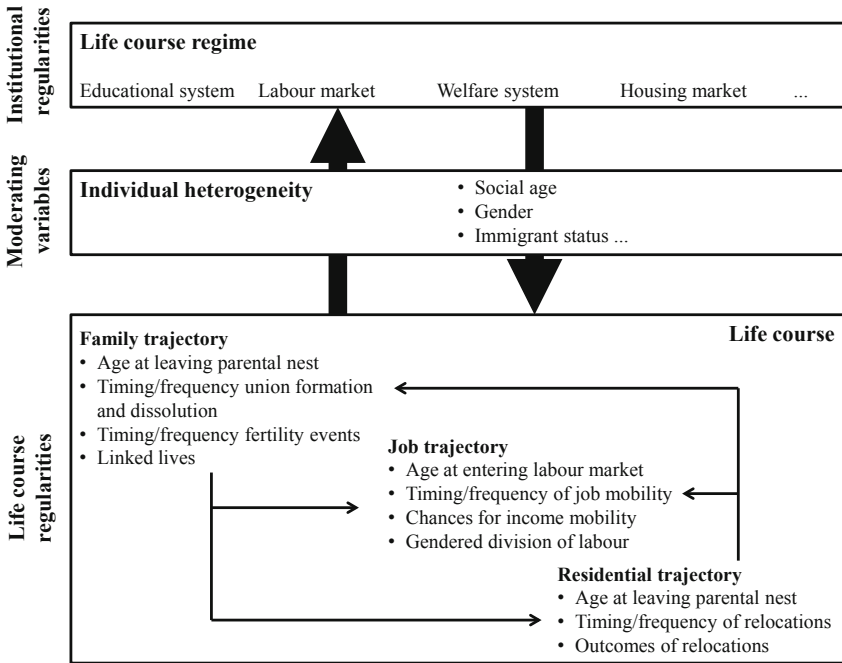 Institutional
regularities
Life course regime
Educational system Labour market Welfare system Housing market ...
Moderating
variables
Individual heterogeneity
• Social age
• Gender
• Immigrant status ...
Life course
regularities
Life course
Family trajectory
• Age at leaving parental nest
• Timing/frequency union formation
and dissolution
• Timing/frequency fertility events
• Linked lives
Job trajectory
• Age at entering labour market
• Timing/frequency of job mobility
• Chances for income mobility
• Gendered division of labour
Residential trajectory
• Age at leaving parental nest
• Timing/frequency of relocations
• Outcomes of relocations